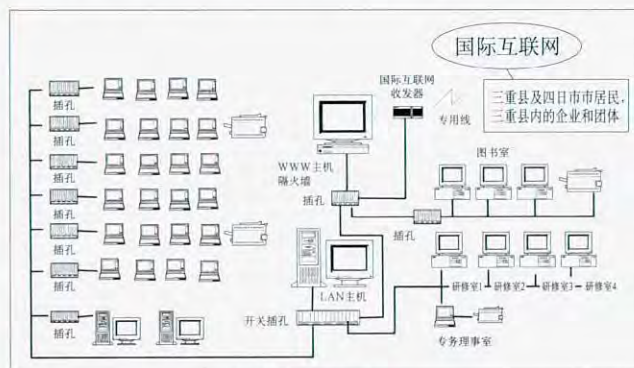 国际互联网
三重县及四日市市居民，
三重县内的企业和团体
国际互联网
收发器
专用线
WWW主机
隔火墙
插孔
图书室
插孔
插孔
插孔
插孔
插孔
插孔
插孔
插孔
插孔
LAN主机
开关插孔
研修室1
研修室2
研修室3
研修室4
专务理事室